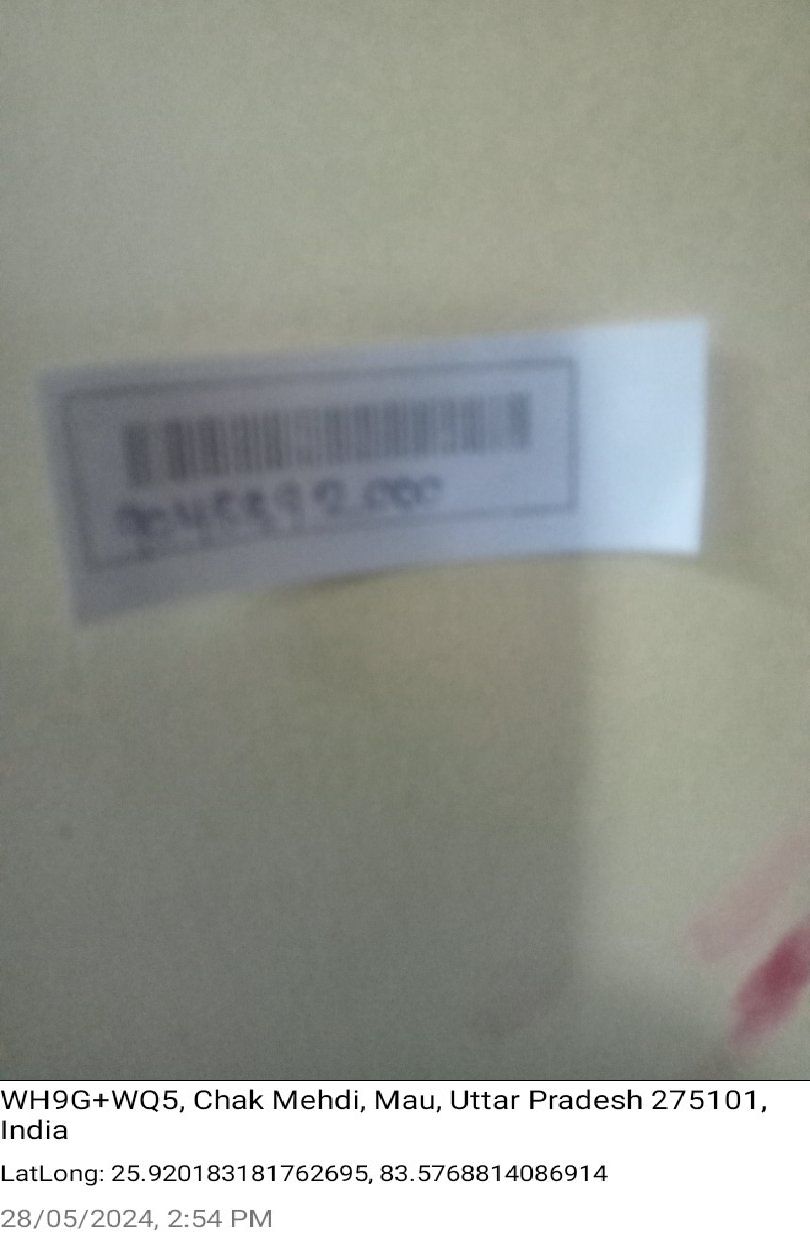 WH9G+WQ5, Chak Mehdi, Mau, Uttar Pradesh 275101,
India
LatLong: 25.920183181762695, 83.5768814086914
28/05/2024, 2:54 PM